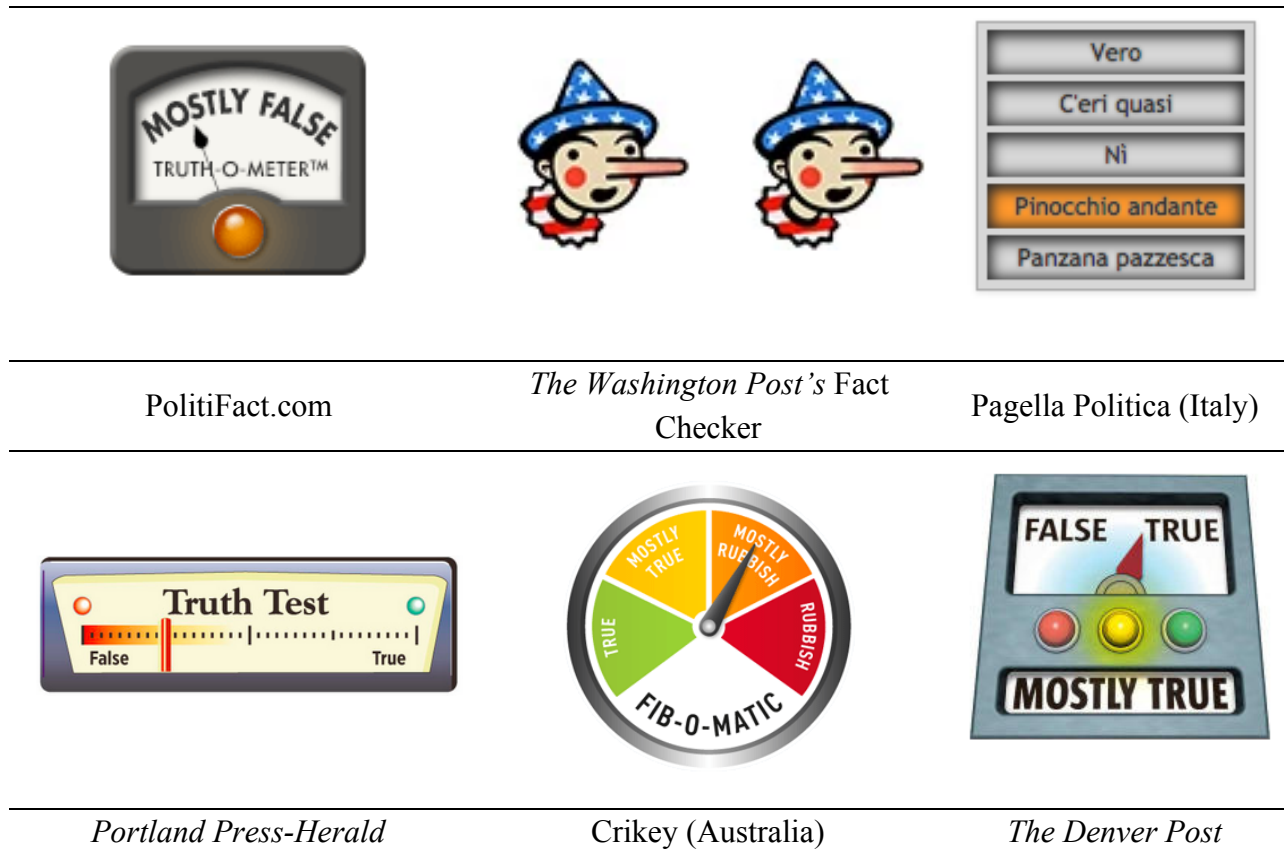 MOSTLY FALSE
TRUTH-O-METER™
Vero
C'eri quasi
Nì
Pinocchio andante
Panzana pazzesca
PolitiFact.com
The Washington Post’s Fact
Checker
Pagella Politica (Italy)
Truth Test
False
True
TRUE
MOSTLY
TRUE
MOSTLY
RUBBISH
RUBBISH
FIB-O-MATIC
FALSE TRUE
MOSTLY TRUE
Portland Press-Herald
Crikey (Australia)
The Denver Post